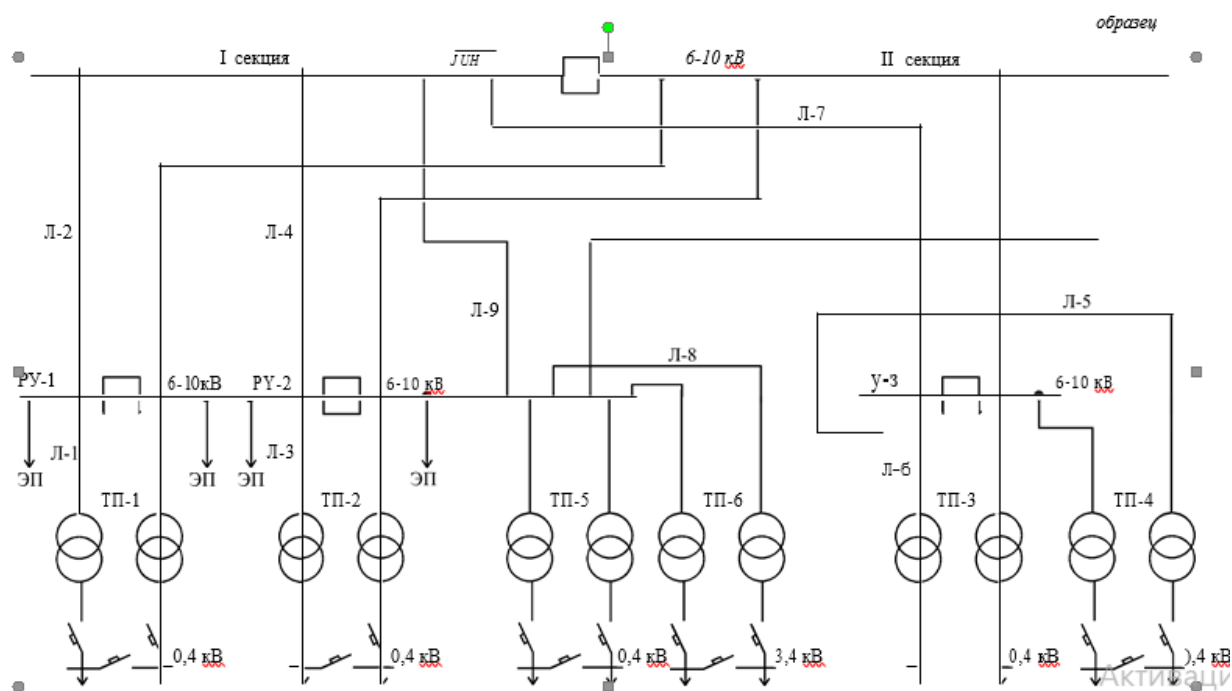 образец
I секция
ЈUH
6-10 кВ
II секция
Л-7
Л-2
Л-4
Л-5
Л-9
Л-8
РУ-1
6-10кВ
РУ-2
6-10 кВ
у-з
6-10 кВ
Л-1
Л-3
Л-6
ЭП
ЭП
ЭП
ЭП
ТП-1
ТП-2
ТП-5
ТП-6
ТП-3
ТП-4
0,4 кВ
0,4 кВ
0,4 кВ
3,4 кВ
0,4 кВ
),4 кВ
Активаци